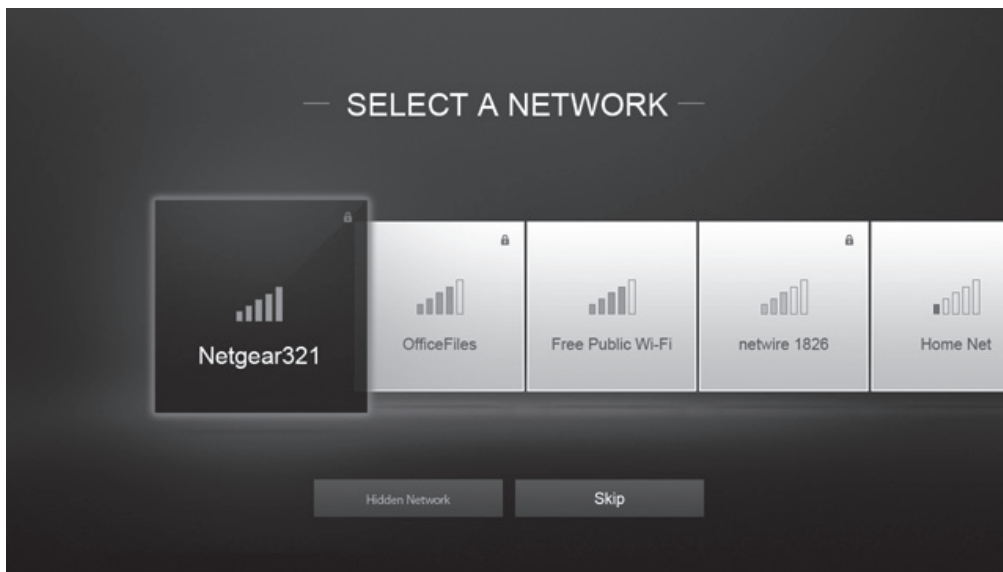 SELECT A NETWORK
Netgear321
OfficeFiles
Free Public Wi-Fi
netwire 1826
Home Net
Hidden Network
Skip